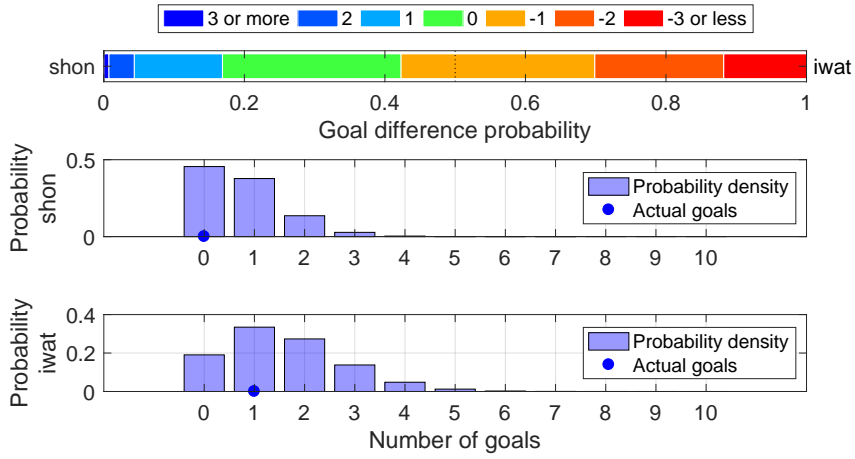 3 or more 2 1 0 -1 -2 -3 or less
shon iwat
0 0.2 0.4 0.6 0.8 1
Goal difference probability
Probability
shon
0.5
0
Probability density
Actual goals
0 1 2 3 4 5 6 7 8 9 10
Probability
iwat
0.4
0.2
0
Probability density
Actual goals
0 1 2 3 4 5 6 7 8 9 10
Number of goals